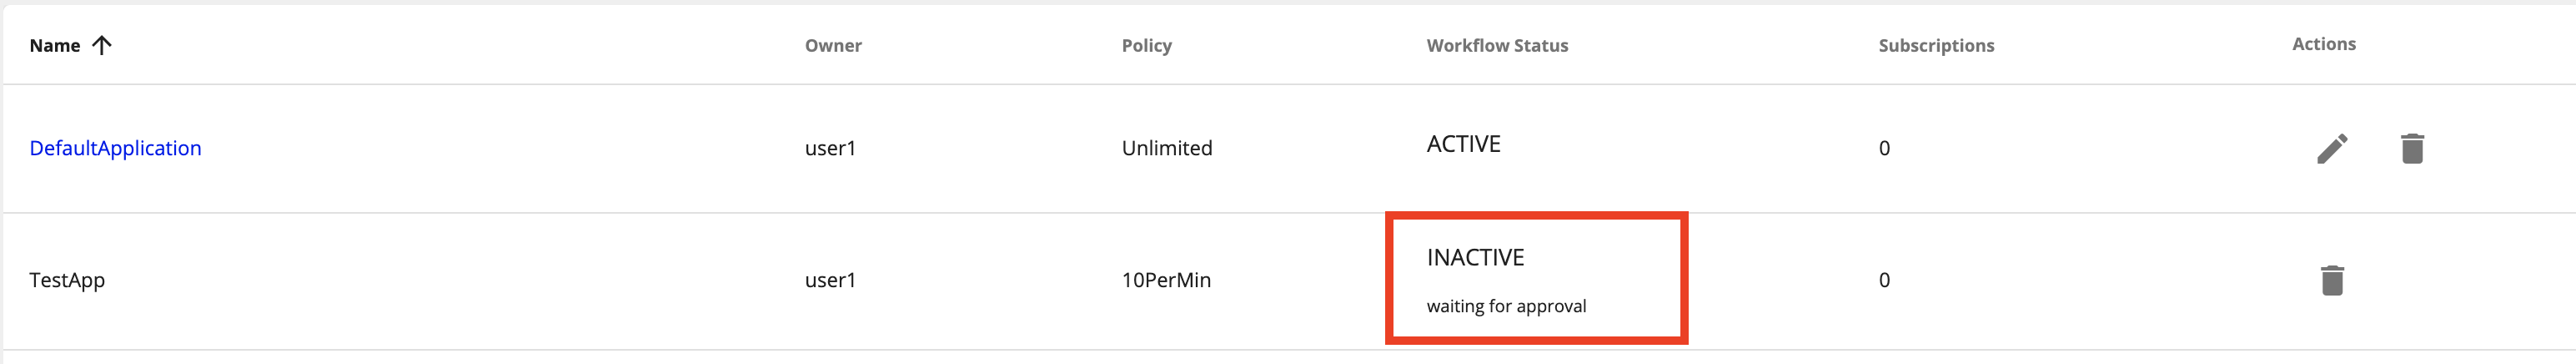 Name Owner Policy Workflow Status Subscriptions Actions
DefaultApplication user1 Unlimited ACTIVE 0
TestApp user1 10PerMin INACTIVE 0
waiting for approval